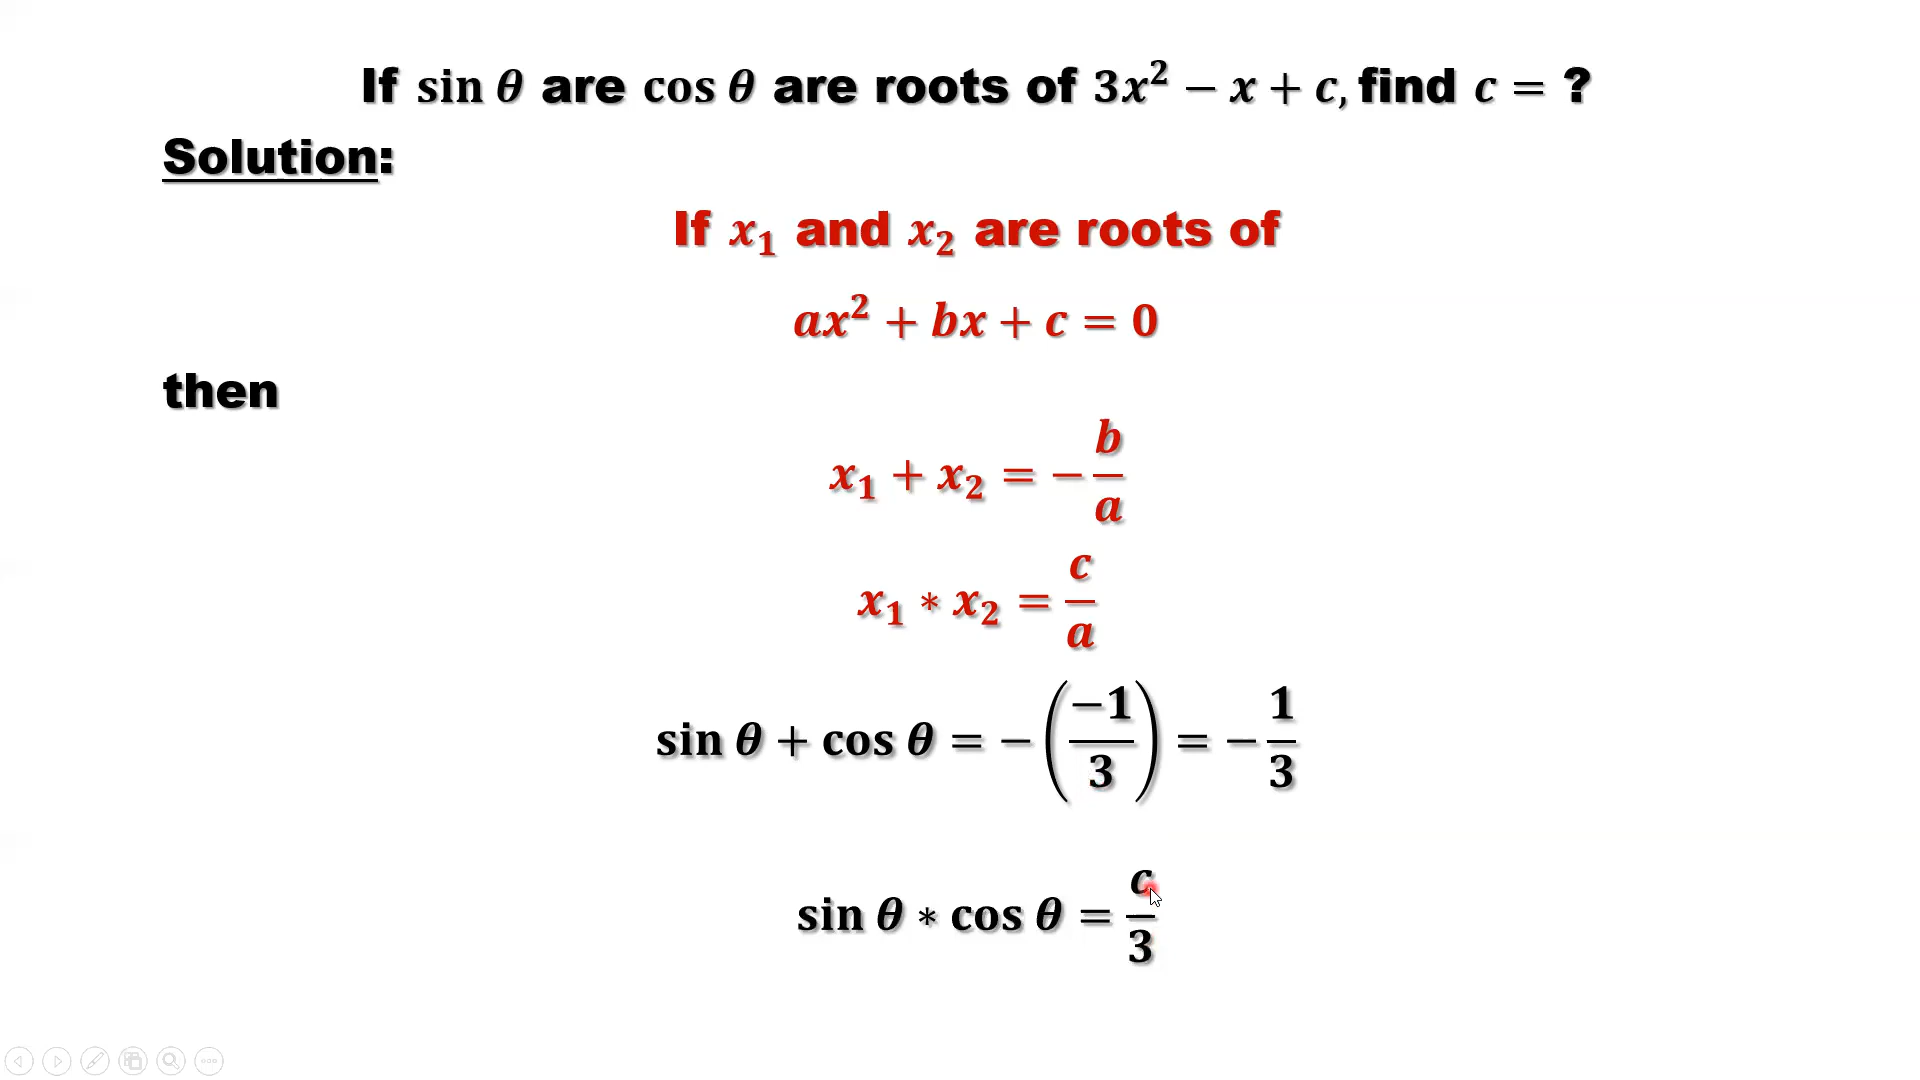 If sin θ are cos θ are roots of 3x² − x + c, find c = ?
Solution:
If x₁ and x₂ are roots of
ax² + bx + c = 0
then
x₁ + x₂ = −b/a
x₁ * x₂ = c/a
sin θ + cos θ = −(−1/3) = −1/3
sin θ * cos θ = c/3